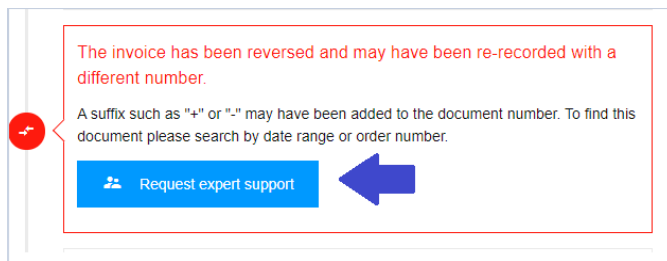 The invoice has been reversed and may have been re-recorded with a
different number.
A suffix such as "+" or "-" may have been added to the document number. To find this
document please search by date range or order number.
Request expert support